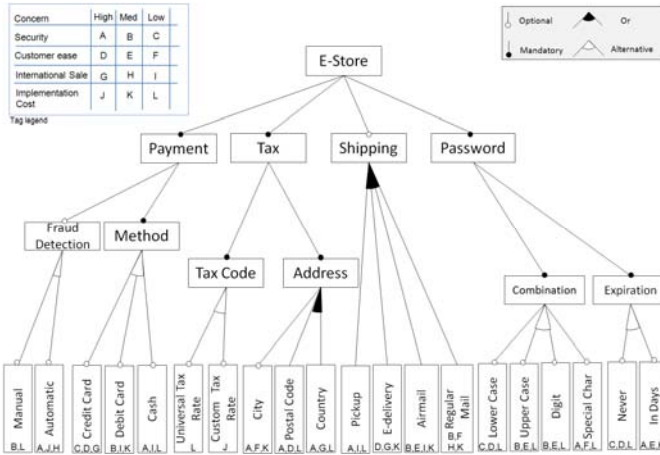 Concern High Med Low
Security A B C
Customer ease D E F
International Sale G H I
Implementation
Cost J K L
Tag legend
Optional Or
Mandatory Alternative
E-Store
Payment Tax Shipping Password
Fraud
Detection
Method
Tax Code Address
Combination Expiration
Manual
Automatic
Credit Card
Debit Card
Cash
Universal Tax
Rate
Custom Tax
Rate
City
Postal Code
Country
Pickup
E-delivery
Airmail
Regular
Mail
Lower Case
Upper Case
Digit
Special Char
Never
In Days
B,L A,J,H C,D,G B,I,K A,I,L L J A,F,K A,D,L A,G,L A,I,L D,G,K B,E,I,K B,F
H,K C,D,L B,E,L B,E,L A,F,L C,D,L